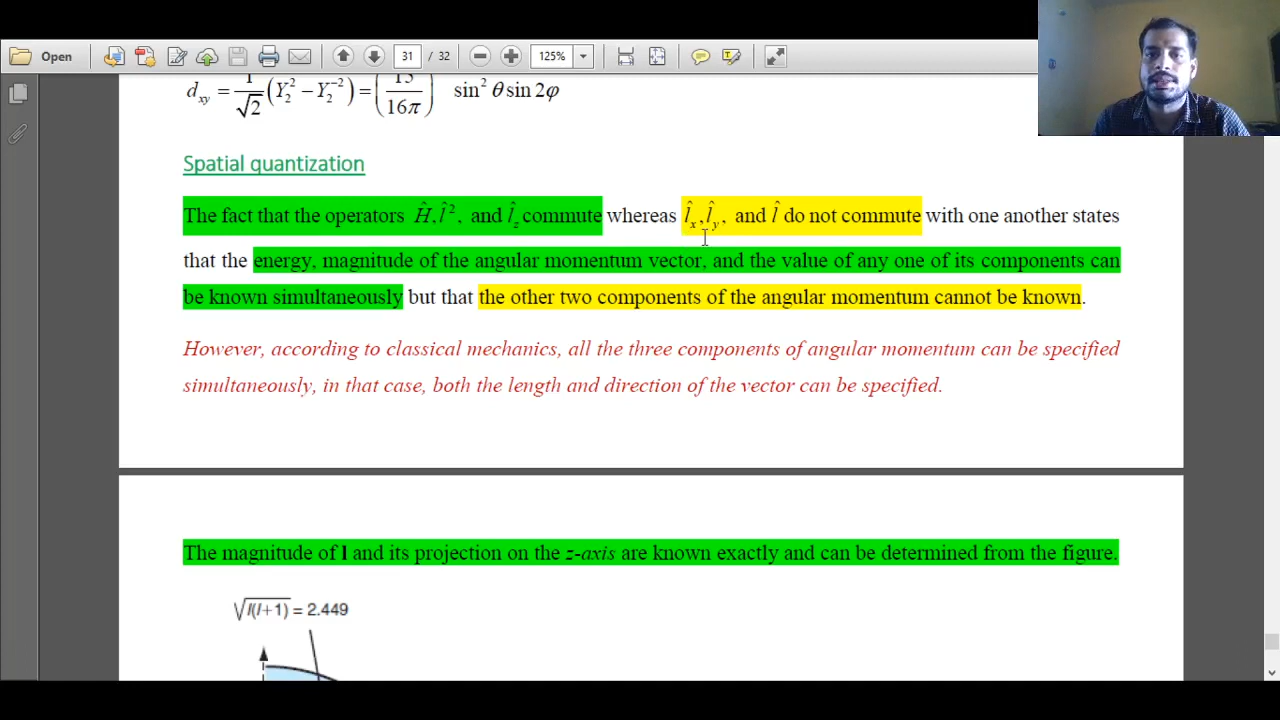 Open
31 / 32
125%
d_xy = 1/√2 (Y₂² − Y₂⁻²) = (15/16π) sin² θ sin 2φ
Spatial quantization
The fact that the operators Ĥ, l̂², and l̂_z commute whereas l̂_x, l̂_y, and l̂ do not commute with one another states
that the energy, magnitude of the angular momentum vector, and the value of any one of its components can
be known simultaneously but that the other two components of the angular momentum cannot be known.
However, according to classical mechanics, all the three components of angular momentum can be specified
simultaneously, in that case, both the length and direction of the vector can be specified.
The magnitude of l and its projection on the z-axis are known exactly and can be determined from the figure.
√l(l+1) = 2.449